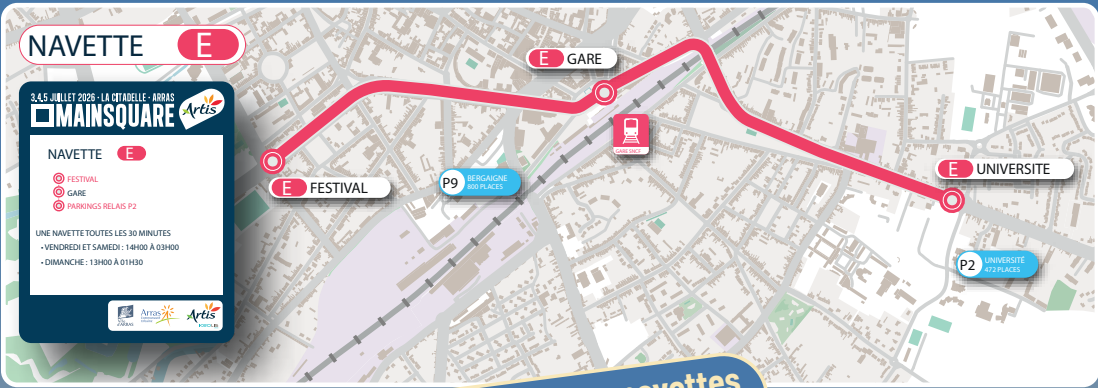 NAVETTE E
3,4,5 JUILLET 2026 - LA CITADELLE - ARRAS
MAINSQUARE
Artis
NAVETTE E
FESTIVAL
GARE
PARKINGS RELAIS P2
UNE NAVETTE TOUTES LES 30 MINUTES
• VENDREDI ET SAMEDI : 14H00 À 03H00
• DIMANCHE : 13H00 À 01H30
Arras
Artis
E GARE
GARE SNCF
E FESTIVAL
P9 BERGAIGNE
800 PLACES
E UNIVERSITE
P2 UNIVERSITÉ
472 PLACES